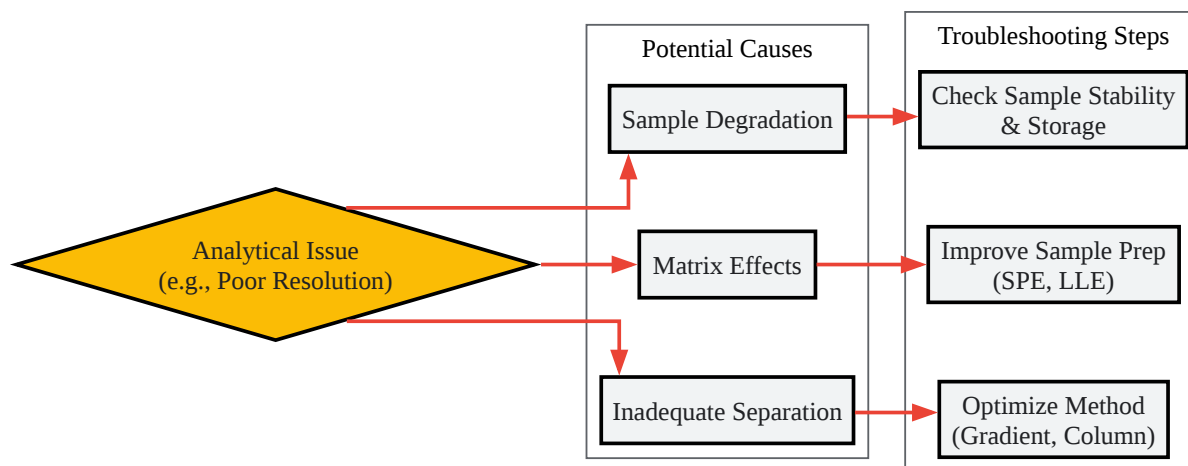 Potential Causes
Troubleshooting Steps
Sample Degradation
Check Sample Stability
& Storage
Analytical Issue
(e.g., Poor Resolution)
Matrix Effects
Improve Sample Prep
(SPE, LLE)
Inadequate Separation
Optimize Method
(Gradient, Column)